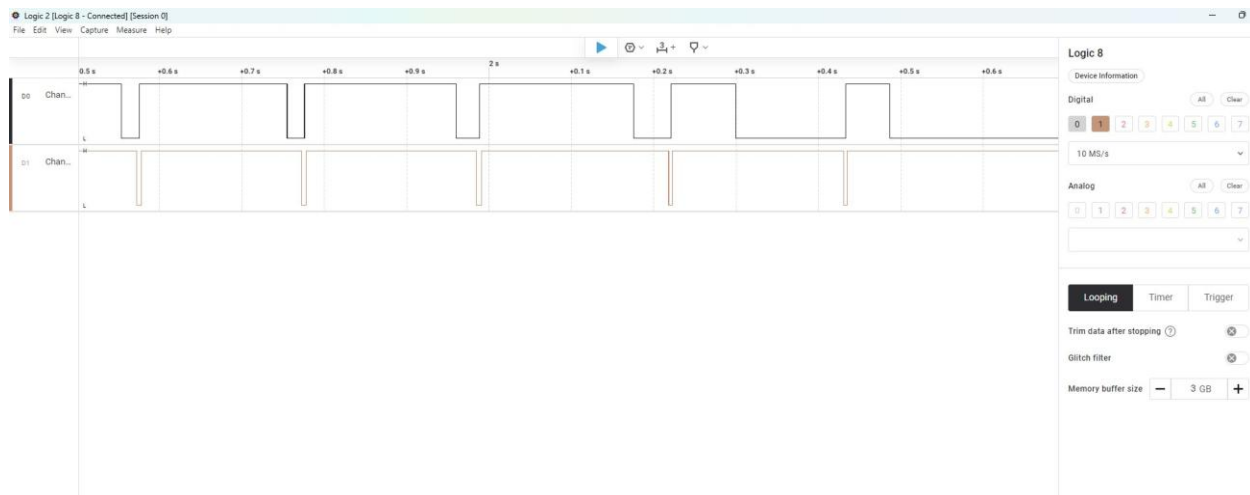 Logic 2 [Logic 8 - Connected] [Session 0]
File Edit View Capture Measure Help
3 +
Logic 8
Device Information
2 s
0.5 s +0.6 s +0.7 s +0.8 s +0.9 s +0.1 s +0.2 s +0.3 s +0.4 s +0.5 s +0.6 s
H
D0 Chan...
L
H
D1 Chan...
L
Digital All Clear
0 1 2 3 4 5 6 7
10 MS/s
Analog All Clear
0 1 2 3 4 5 6 7
Looping Timer Trigger
Trim data after stopping ?
Glitch filter
Memory buffer size − 3 GB +